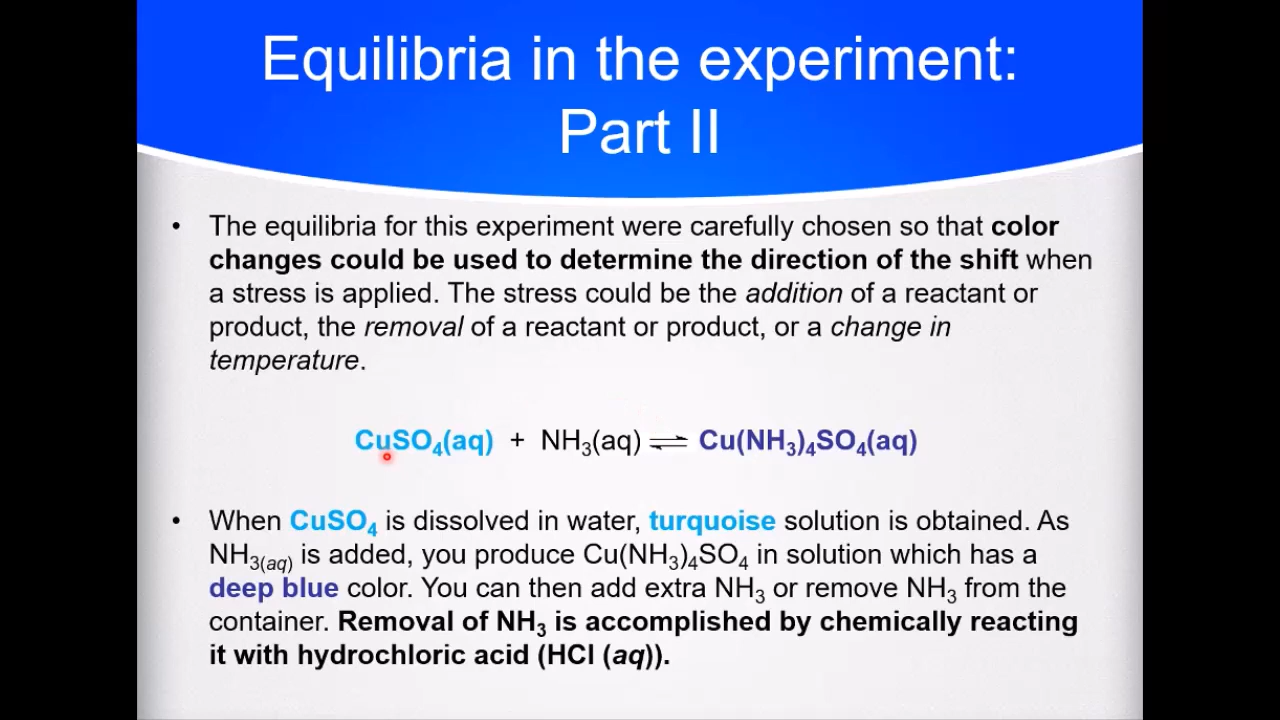 Equilibria in the experiment:
Part II
• The equilibria for this experiment were carefully chosen so that color
changes could be used to determine the direction of the shift when
a stress is applied. The stress could be the addition of a reactant or
product, the removal of a reactant or product, or a change in
temperature.
CuSO₄(aq) + NH₃(aq) ⇌ Cu(NH₃)₄SO₄(aq)
• When CuSO₄ is dissolved in water, turquoise solution is obtained. As
NH₃₍aq₎ is added, you produce Cu(NH₃)₄SO₄ in solution which has a
deep blue color. You can then add extra NH₃ or remove NH₃ from the
container. Removal of NH₃ is accomplished by chemically reacting
it with hydrochloric acid (HCl (aq)).